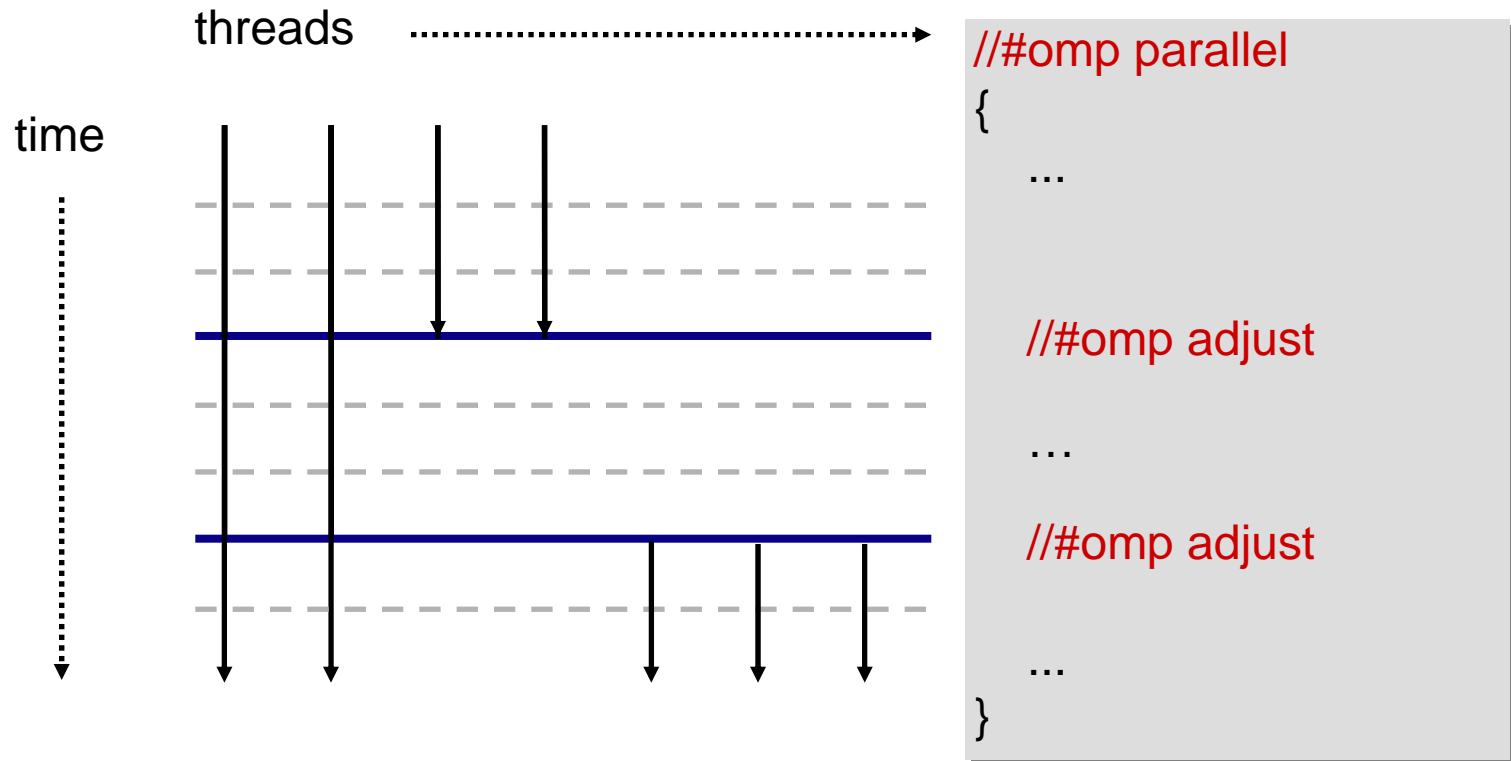 threads
time
//#omp parallel
{
...
//#omp adjust
...
//#omp adjust
...
}